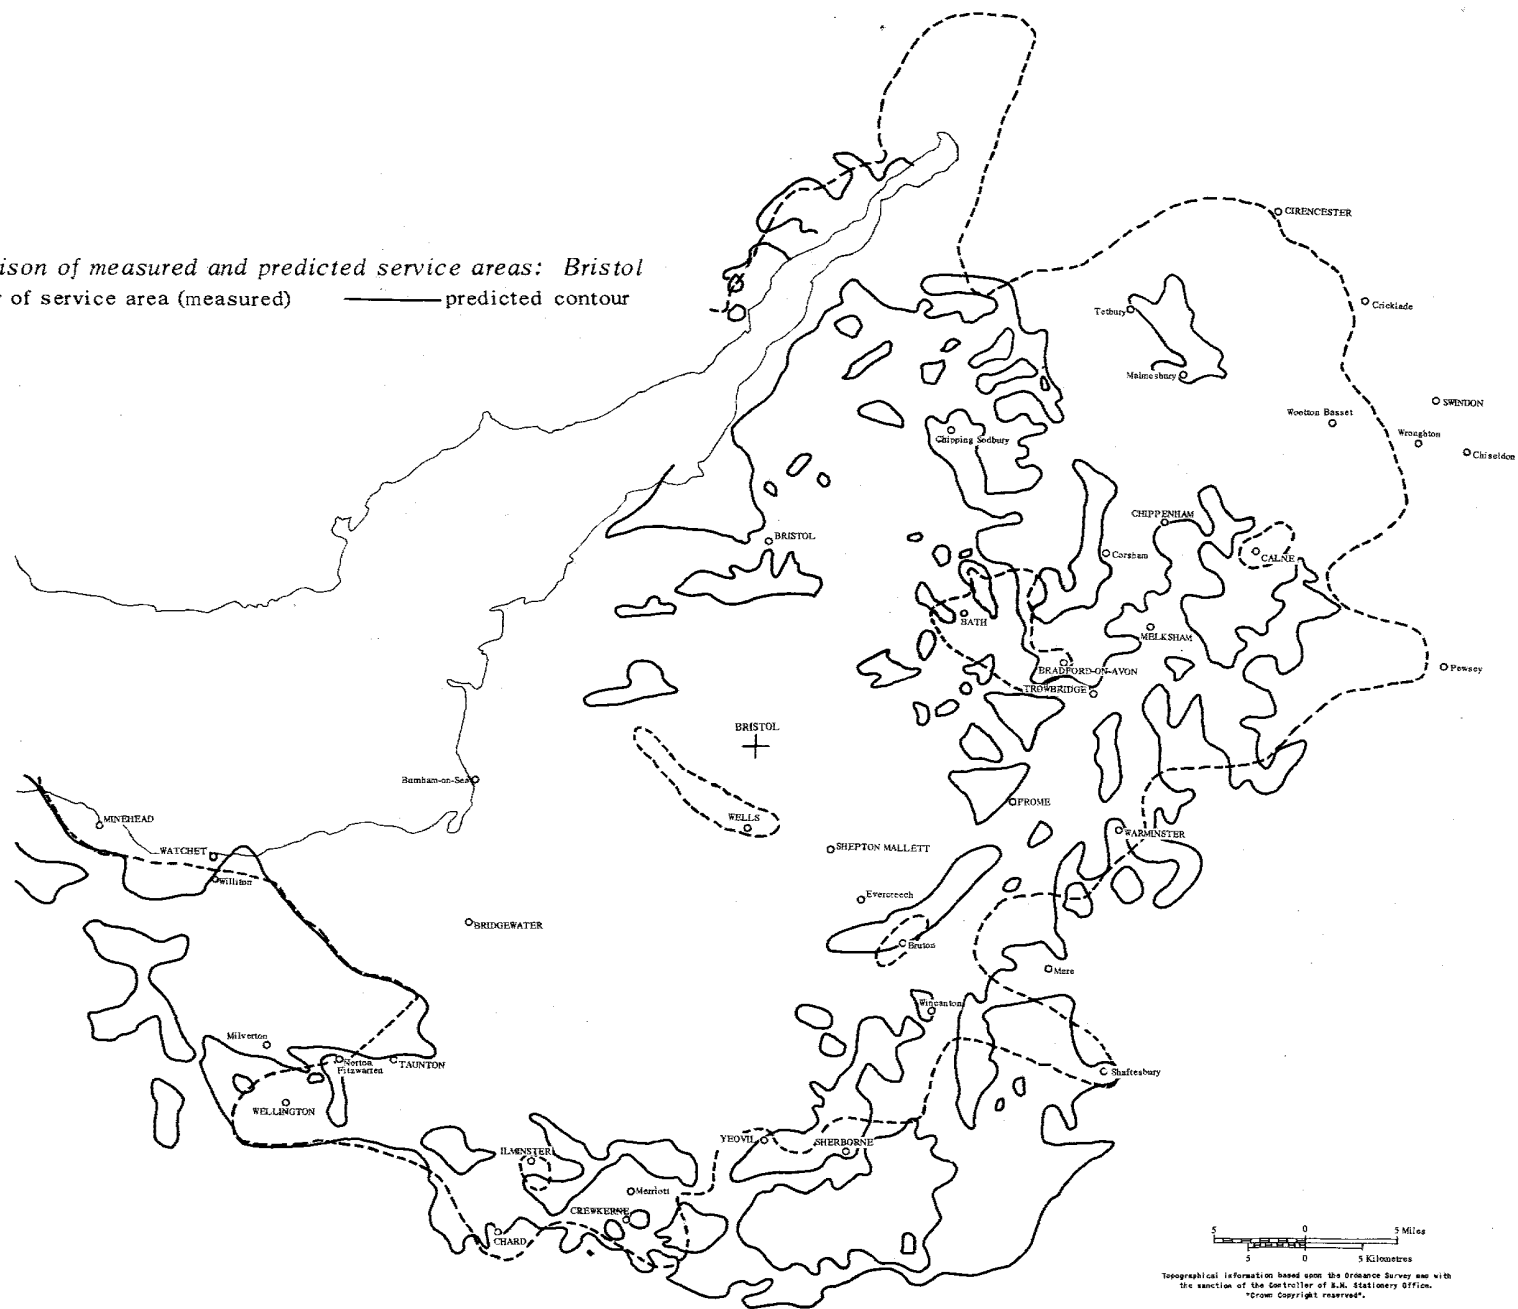 ison of measured and predicted service areas: Bristol
r of service area (measured) predicted contour
CIRENCESTER
Tetbury
Cricklade
Malmesbury
SWINDON
Wootton Basset
Wroughton
Chiseldon
Chipping Sodbury
CHIPPENHAM
BRISTOL
Corsham
CALNE
BATH
MELKSHAM
BRADFORD-ON-AVON
Pewsey
TROWBRIDGE
BRISTOL
Burnham-on-Sea
FROME
MINEHEAD
WELLS
WARMINSTER
WATCHET
SHEPTON MALLETT
Williton
Evercreech
BRIDGEWATER
Bruton
Mere
Wincanton
Milverton
Norton
Fitzwarren
TAUNTON
Shaftesbury
WELLINGTON
YEOVIL
SHERBORNE
ILMINSTER
Merriott
CREWKERNE
CHARD
5 0 5 Miles
5 0 5 Kilometres
Topographical information based upon the Ordnance Survey map with
the sanction of the Controller of H.M. Stationery Office.
"Crown Copyright reserved".